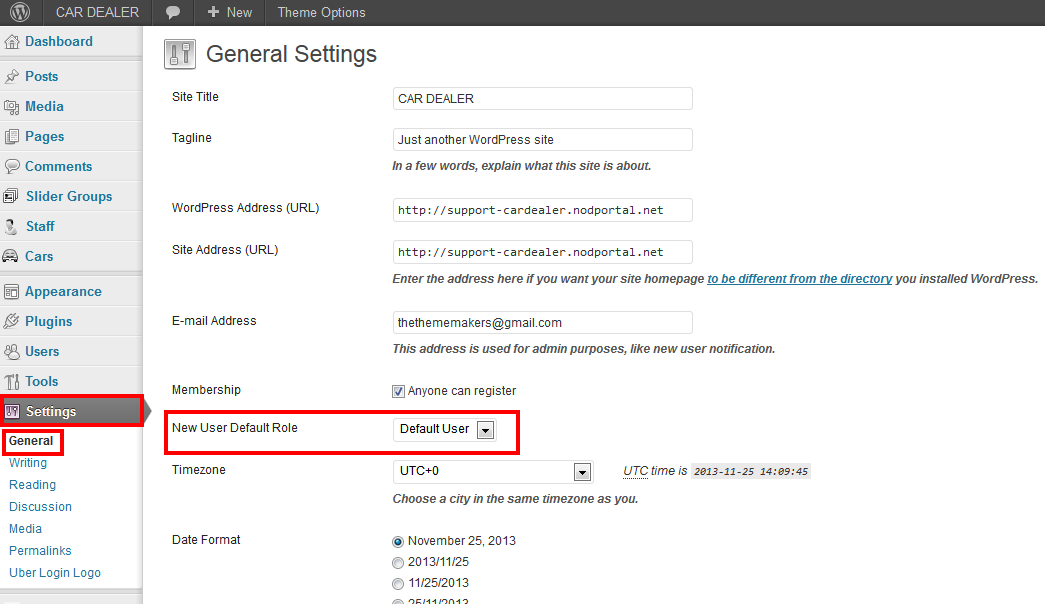 CAR DEALER
New
Theme Options
Dashboard
Posts
Media
Pages
Comments
Slider Groups
Staff
Cars
Appearance
Plugins
Users
Tools
Settings
General
Writing
Reading
Discussion
Media
Permalinks
Uber Login Logo
General Settings
Site Title
CAR DEALER
Tagline
Just another WordPress site
In a few words, explain what this site is about.
WordPress Address (URL)
http://support-cardealer.nodportal.net
Site Address (URL)
http://support-cardealer.nodportal.net
Enter the address here if you want your site homepage to be different from the directory you installed WordPress.
E-mail Address
thethememakers@gmail.com
This address is used for admin purposes, like new user notification.
Membership
Anyone can register
New User Default Role
Default User
Timezone
UTC+0
UTC time is 2013-11-25 14:09:45
Choose a city in the same timezone as you.
Date Format
November 25, 2013
2013/11/25
11/25/2013
25/11/2013